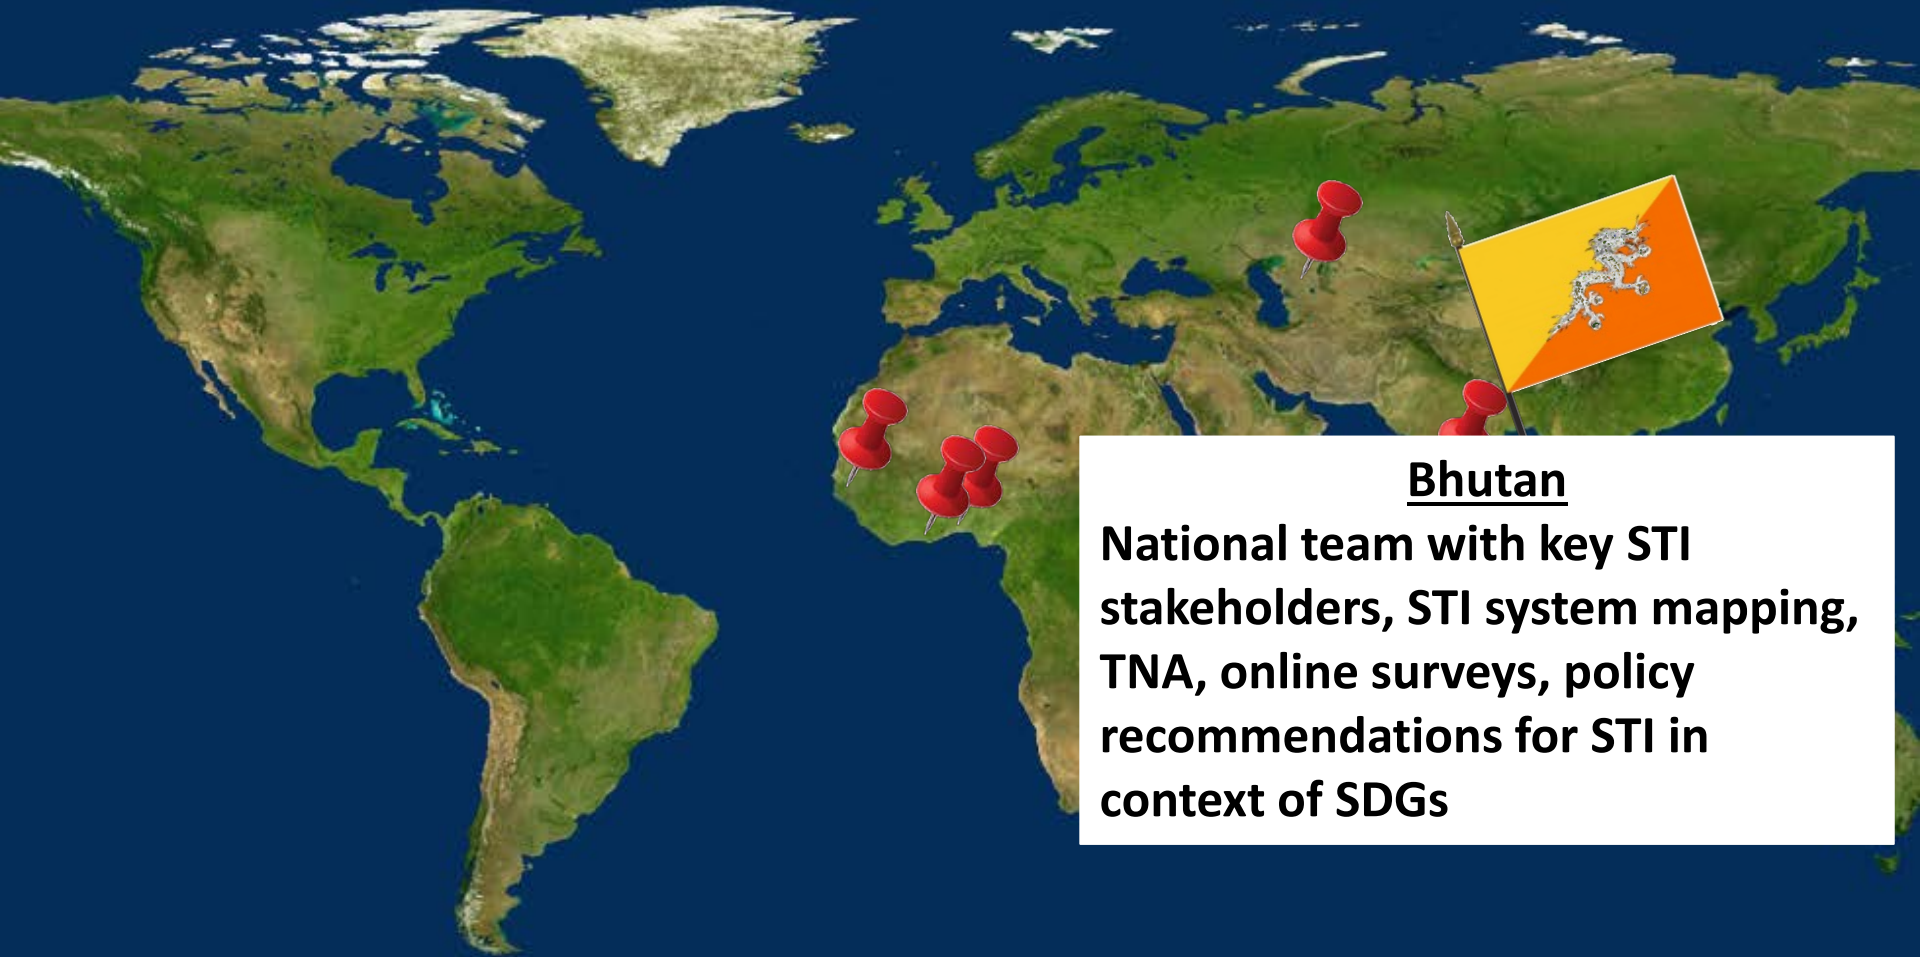 Bhutan
National team with key STI
stakeholders, STI system mapping,
TNA, online surveys, policy
recommendations for STI in
context of SDGs